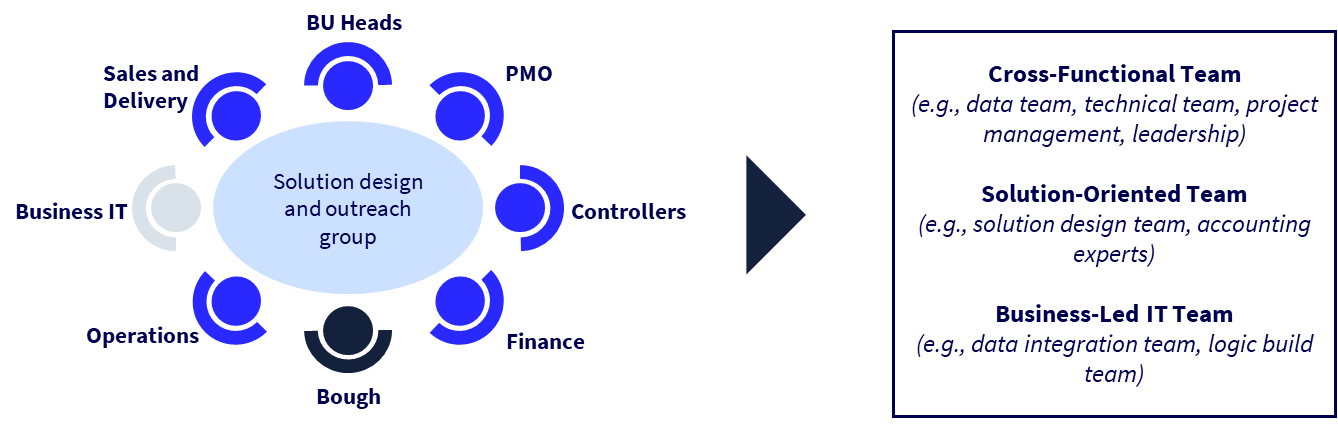 BU Heads
Sales and
Delivery
PMO
Solution design
and outreach
group
Business IT
Controllers
Operations
Finance
Bough
Cross-Functional Team
(e.g., data team, technical team, project
management, leadership)
Solution-Oriented Team
(e.g., solution design team, accounting
experts)
Business-Led IT Team
(e.g., data integration team, logic build
team)